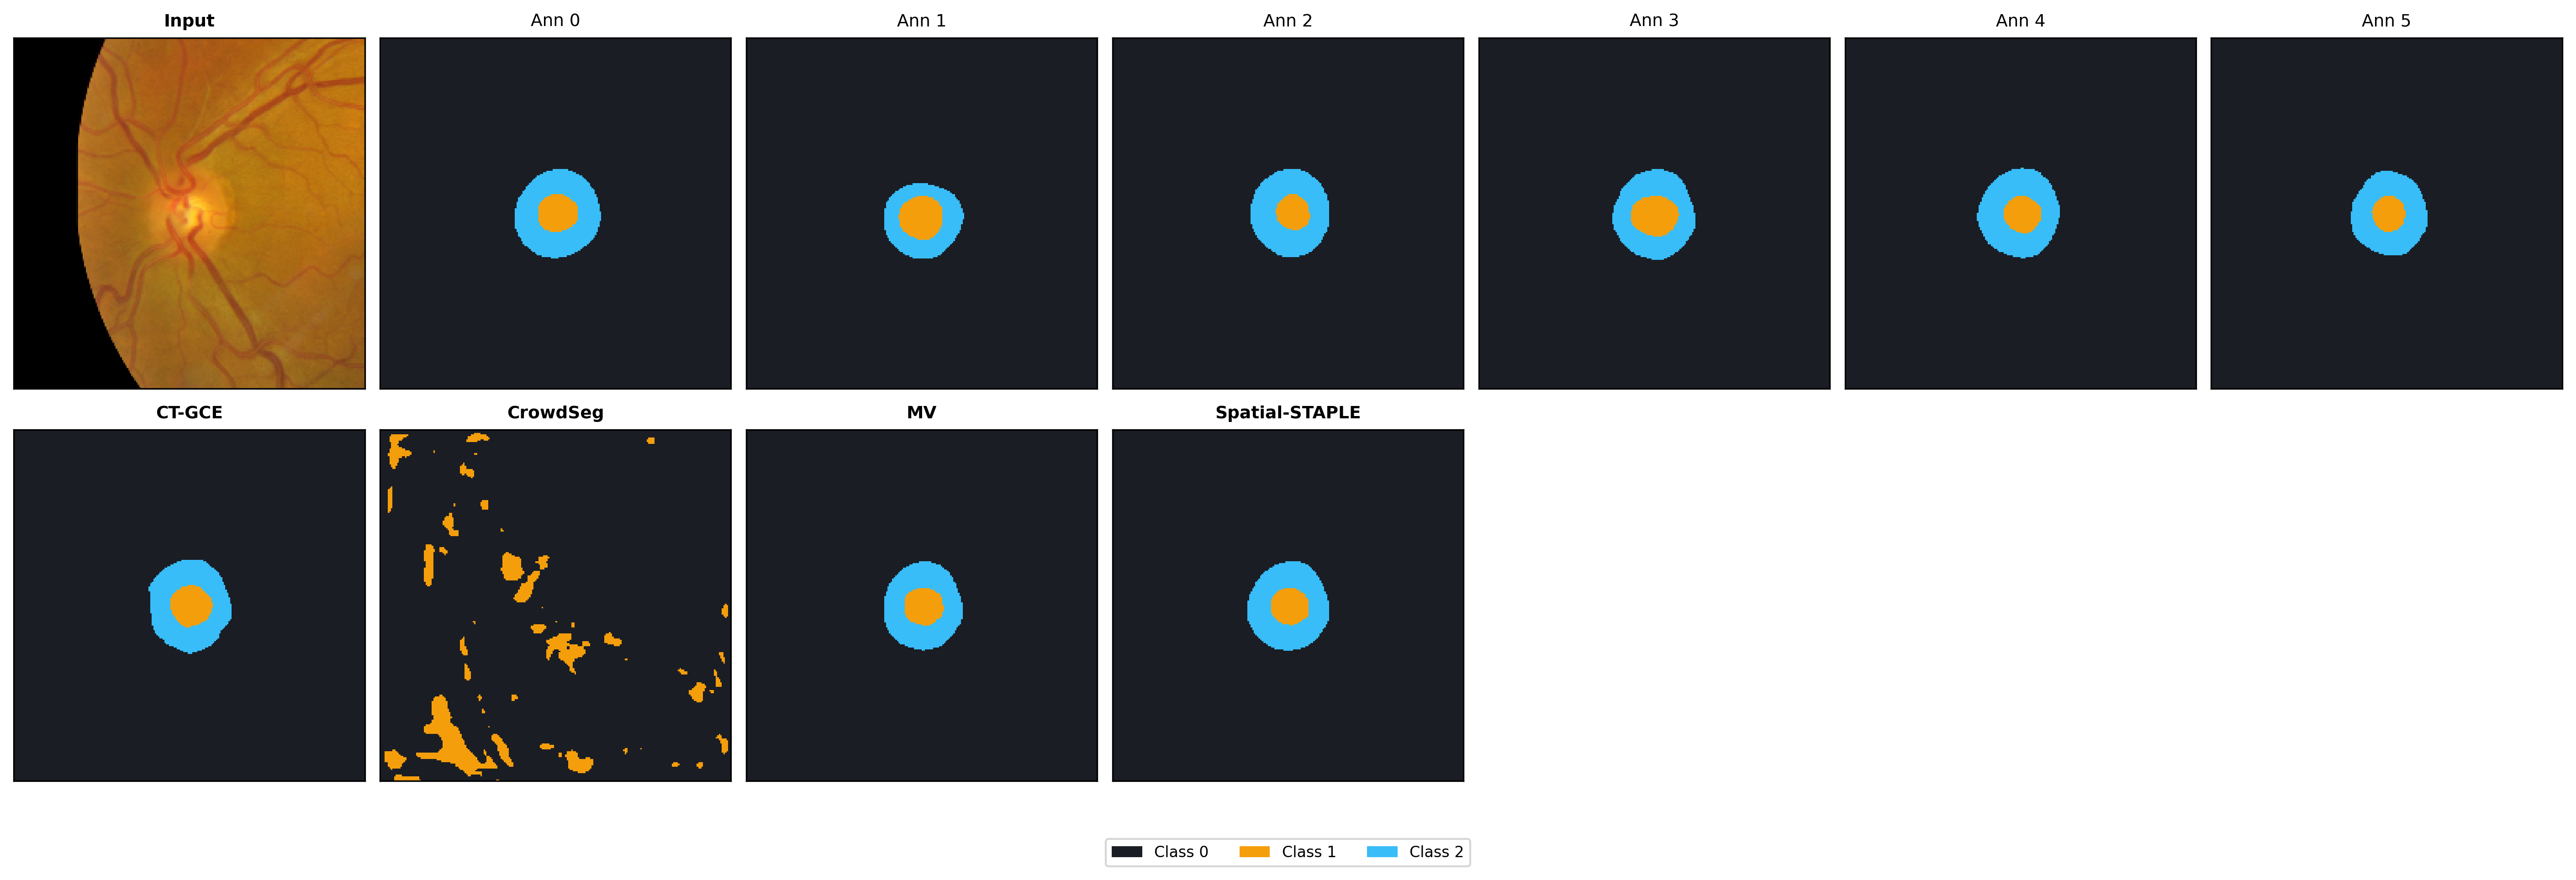 Input Ann 0 Ann 1 Ann 2 Ann 3 Ann 4 Ann 5
CT-GCE CrowdSeg MV Spatial-STAPLE
Class 0 Class 1 Class 2